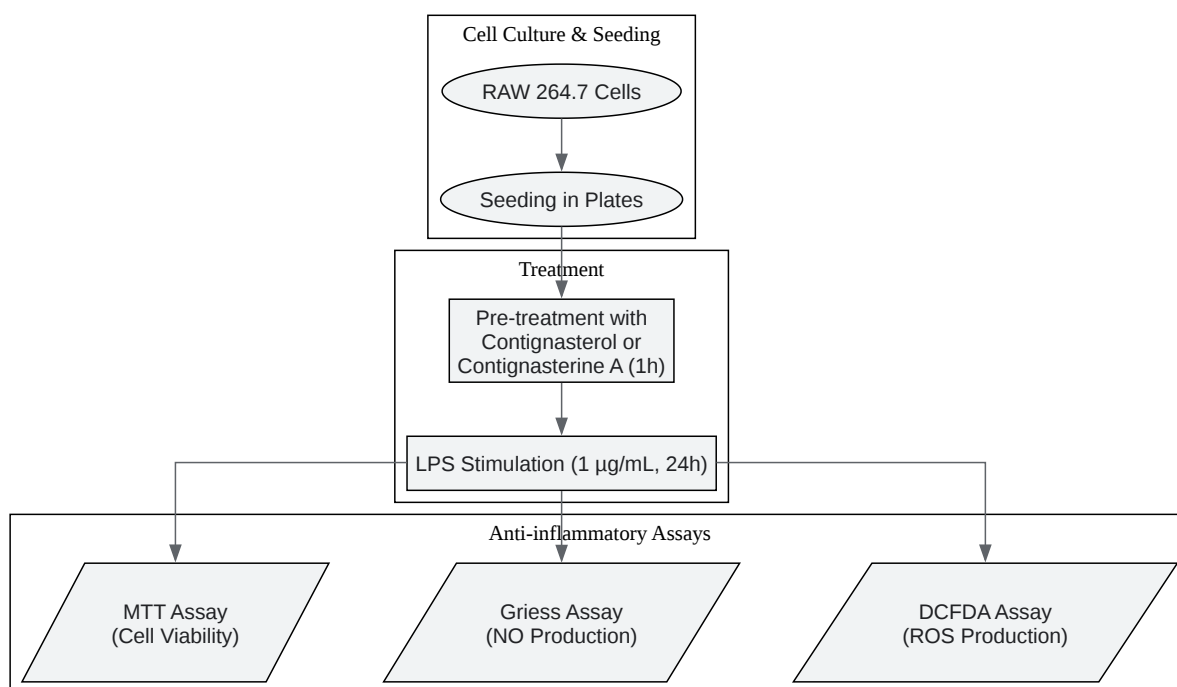 Cell Culture & Seeding
RAW 264.7 Cells
Seeding in Plates
Treatment
Pre-treatment with
Contignasterol or
Contignasterine A (1h)
LPS Stimulation (1 µg/mL, 24h)
Anti-inflammatory Assays
MTT Assay
(Cell Viability)
Griess Assay
(NO Production)
DCFDA Assay
(ROS Production)